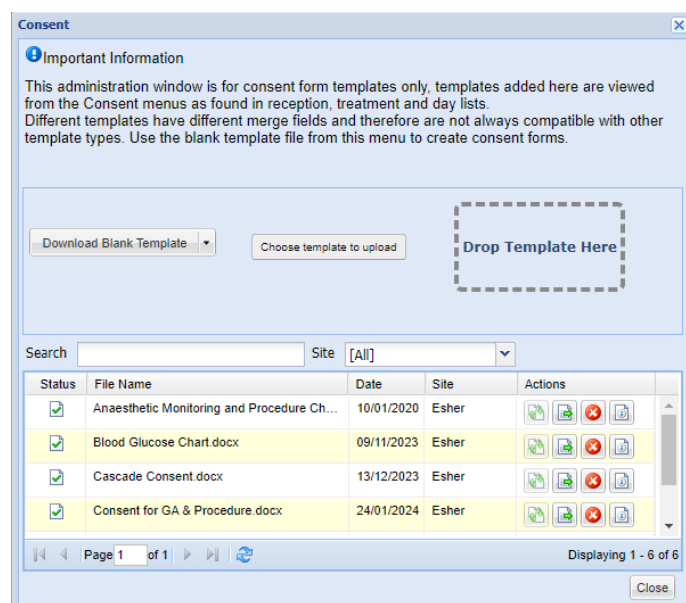 Consent
Important Information
This administration window is for consent form templates only, templates added here are viewed
from the Consent menus as found in reception, treatment and day lists.
Different templates have different merge fields and therefore are not always compatible with other
template types. Use the blank template file from this menu to create consent forms.
Download Blank Template
Choose template to upload
Drop Template Here
Search Site [All]
Status File Name Date Site Actions
Anaesthetic Monitoring and Procedure Ch... 10/01/2020 Esher
Blood Glucose Chart.docx 09/11/2023 Esher
Cascade Consent.docx 13/12/2023 Esher
Consent for GA & Procedure.docx 24/01/2024 Esher
Page 1 of 1 Displaying 1 - 6 of 6
Close